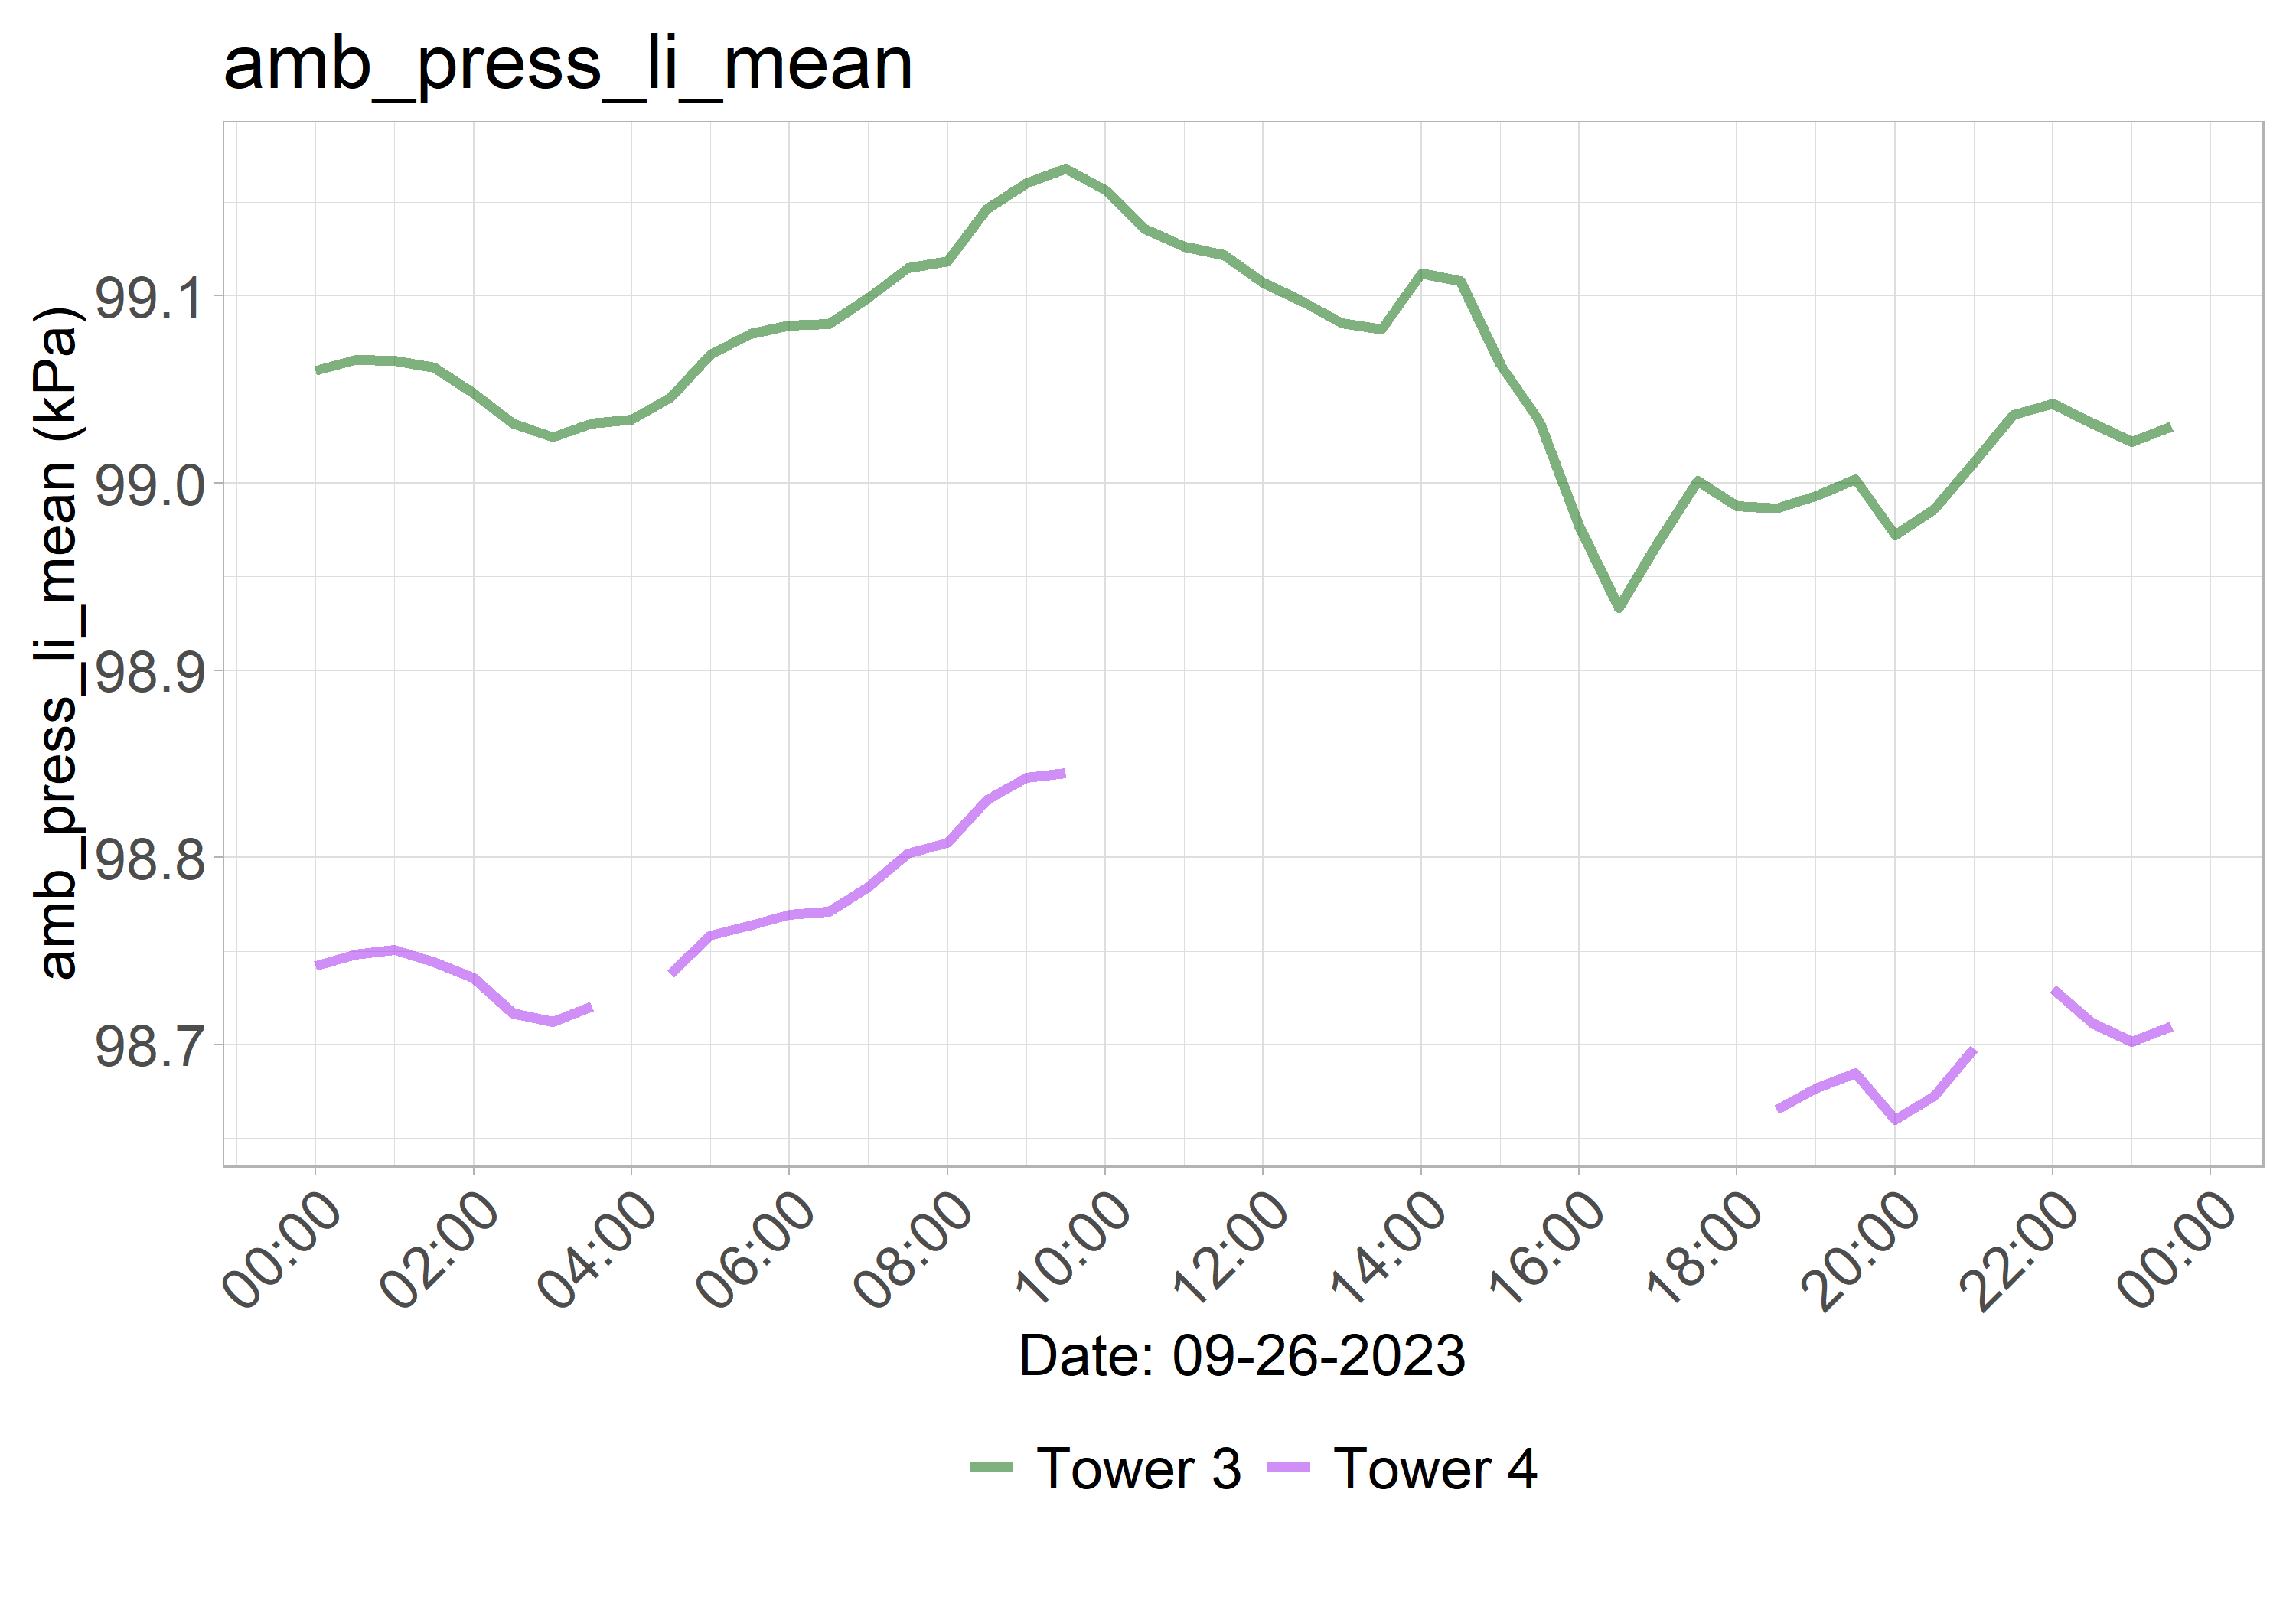 amb_press_li_mean
amb_press_li_mean (kPa)
99.1
99.0
98.9
98.8
98.7
00:00 02:00 04:00 06:00 08:00 10:00 12:00 14:00 16:00 18:00 20:00 22:00 00:00
Date: 09-26-2023
Tower 3 Tower 4